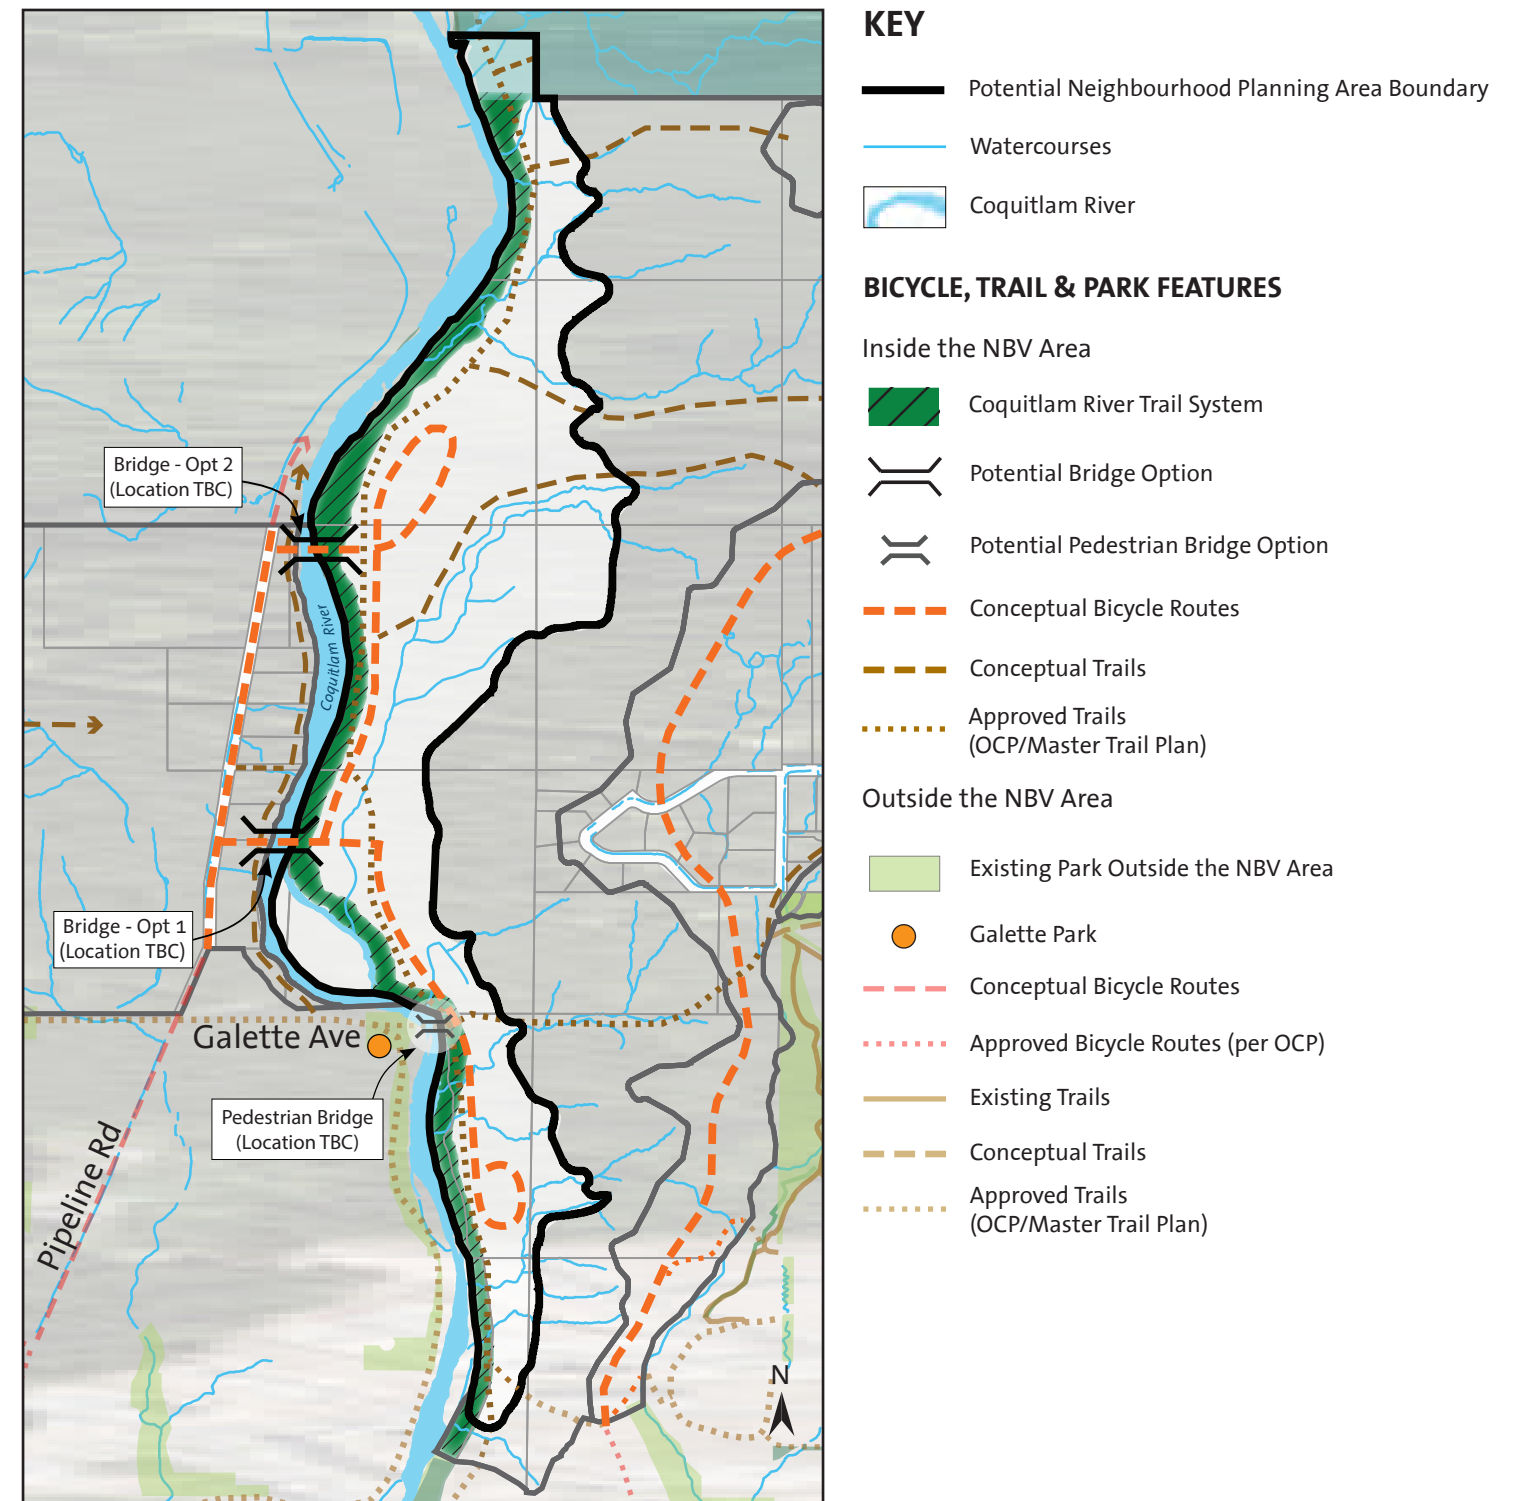 Bridge - Opt 2
(Location TBC)
Coquitlam River
Bridge - Opt 1
(Location TBC)
Galette Ave
Pedestrian Bridge
(Location TBC)
Pipeline Rd
N
KEY
Potential Neighbourhood Planning Area Boundary
Watercourses
Coquitlam River
BICYCLE, TRAIL & PARK FEATURES
Inside the NBV Area
Coquitlam River Trail System
Potential Bridge Option
Potential Pedestrian Bridge Option
Conceptual Bicycle Routes
Conceptual Trails
Approved Trails
(OCP/Master Trail Plan)
Outside the NBV Area
Existing Park Outside the NBV Area
Galette Park
Conceptual Bicycle Routes
Approved Bicycle Routes (per OCP)
Existing Trails
Conceptual Trails
Approved Trails
(OCP/Master Trail Plan)